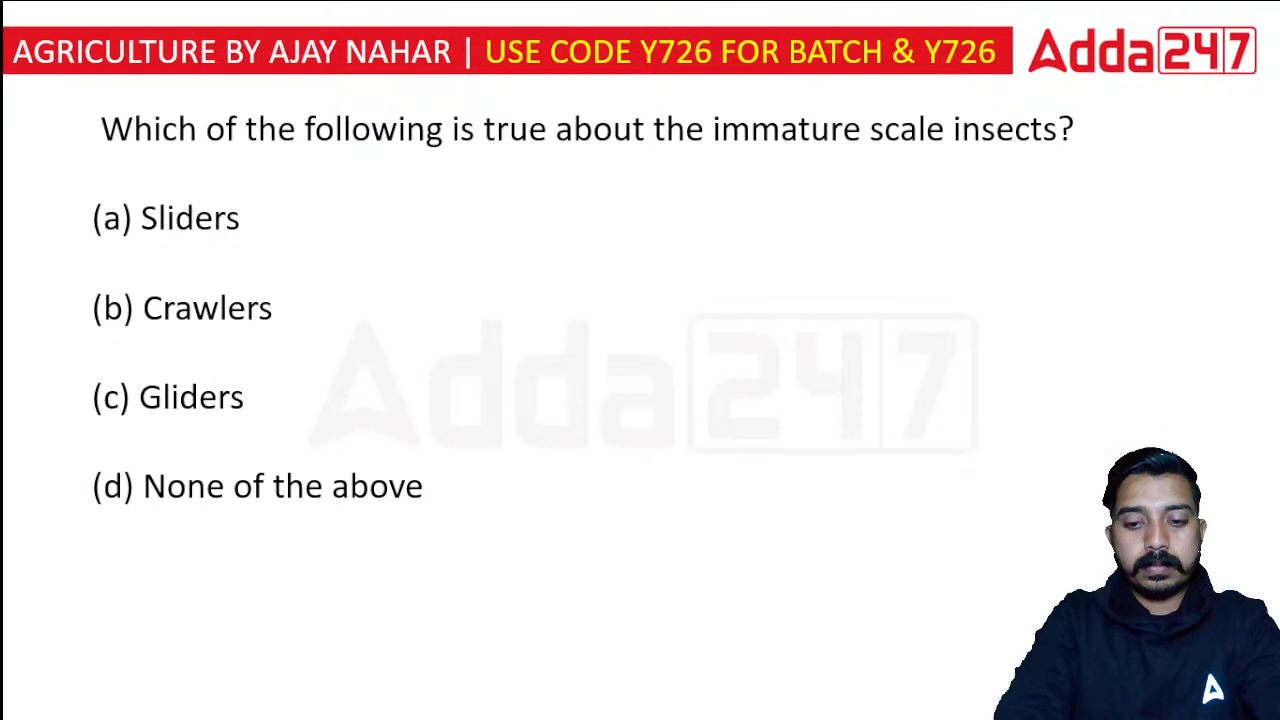 AGRICULTURE BY AJAY NAHAR | USE CODE Y726 FOR BATCH & Y726 Adda247
Which of the following is true about the immature scale insects?
(a) Sliders
(b) Crawlers
(c) Gliders
(d) None of the above
Adda247